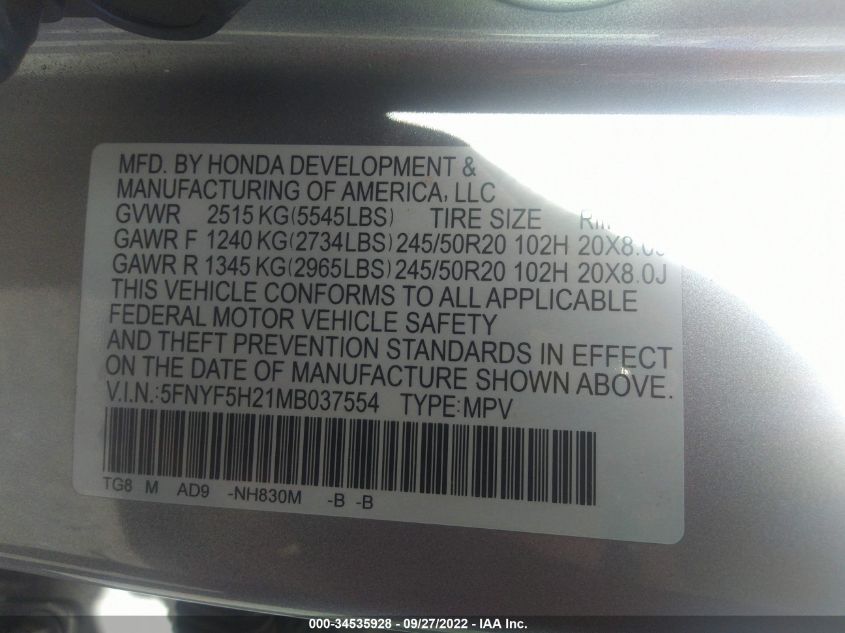 MFD. BY HONDA DEVELOPMENT &
MANUFACTURING OF AMERICA, LLC
GVWR 2515 KG(5545LBS) TIRE SIZE
GAWR F 1240 KG(2734LBS) 245/50R20 102H 20X8.0J
GAWR R 1345 KG(2965LBS) 245/50R20 102H 20X8.0J
THIS VEHICLE CONFORMS TO ALL APPLICABLE
FEDERAL MOTOR VEHICLE SAFETY
AND THEFT PREVENTION STANDARDS IN EFFECT
ON THE DATE OF MANUFACTURE SHOWN ABOVE.
V.I.N.:5FNYF5H21MB037554 TYPE:MPV
TG8 M AD9 -NH830M -B -B
000-34535928 - 09/27/2022 - IAA Inc.